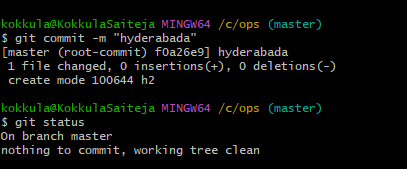 kokkula@KokkulaSaiteja MINGW64 /c/ops (master)
$ git commit -m "hyderabada"
[master (root-commit) f0a26e9] hyderabada
 1 file changed, 0 insertions(+), 0 deletions(-)
 create mode 100644 h2
kokkula@KokkulaSaiteja MINGW64 /c/ops (master)
$ git status
On branch master
nothing to commit, working tree clean